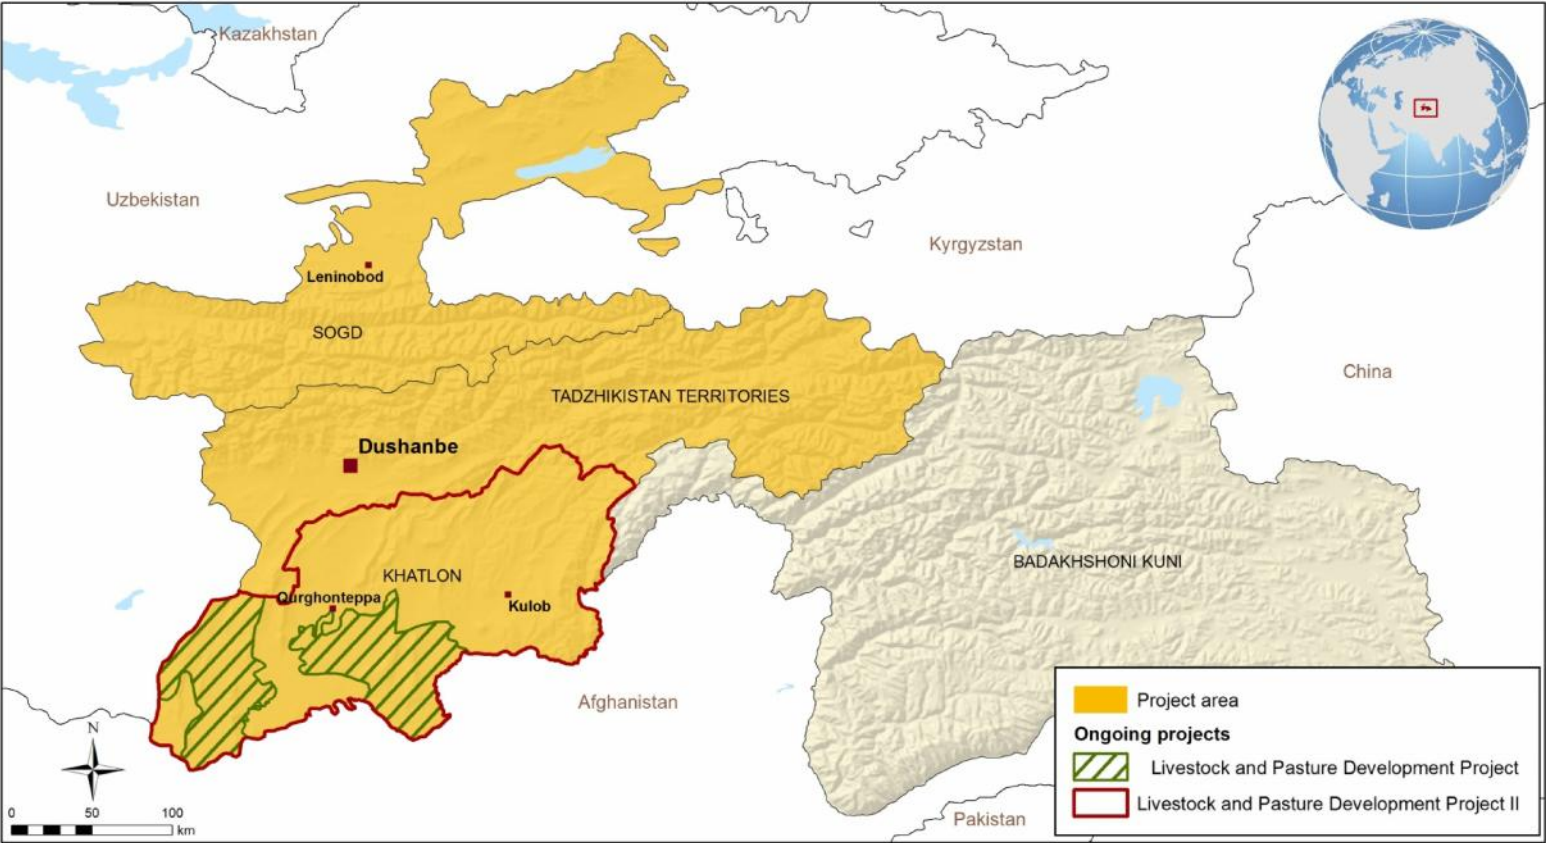 Kazakhstan
Uzbekistan
Kyrgyzstan
Leninobod
SOGD
China
TADZHIKISTAN TERRITORIES
Dushanbe
BADAKHSHONI KUNI
KHATLON
Qurghonteppa
Kulob
Afghanistan
Project area
N
Ongoing projects
Livestock and Pasture Development Project
Livestock and Pasture Development Project II
0 50 100
km
Pakistan